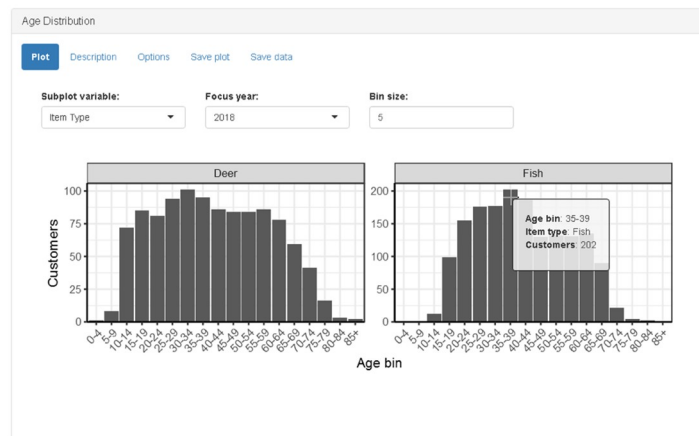 Age Distribution
Plot Description Options Save plot Save data
Subplot variable: Focus year: Bin size:
Item Type 2018 5
Deer Fish
Customers
100
75
50
25
0
200
150
100
50
0
Age bin: 35-39
Item type: Fish
Customers: 202
0-4 5-9 10-14 15-19 20-24 25-29 30-34 35-39 40-44 45-49 50-54 55-59 60-64 65-69 70-74 75-79 80-84 85+
0-4 5-9 10-14 15-19 20-24 25-29 30-34 35-39 40-44 45-49 50-54 55-59 60-64 65-69 70-74 75-79 80-84 85+
Age bin